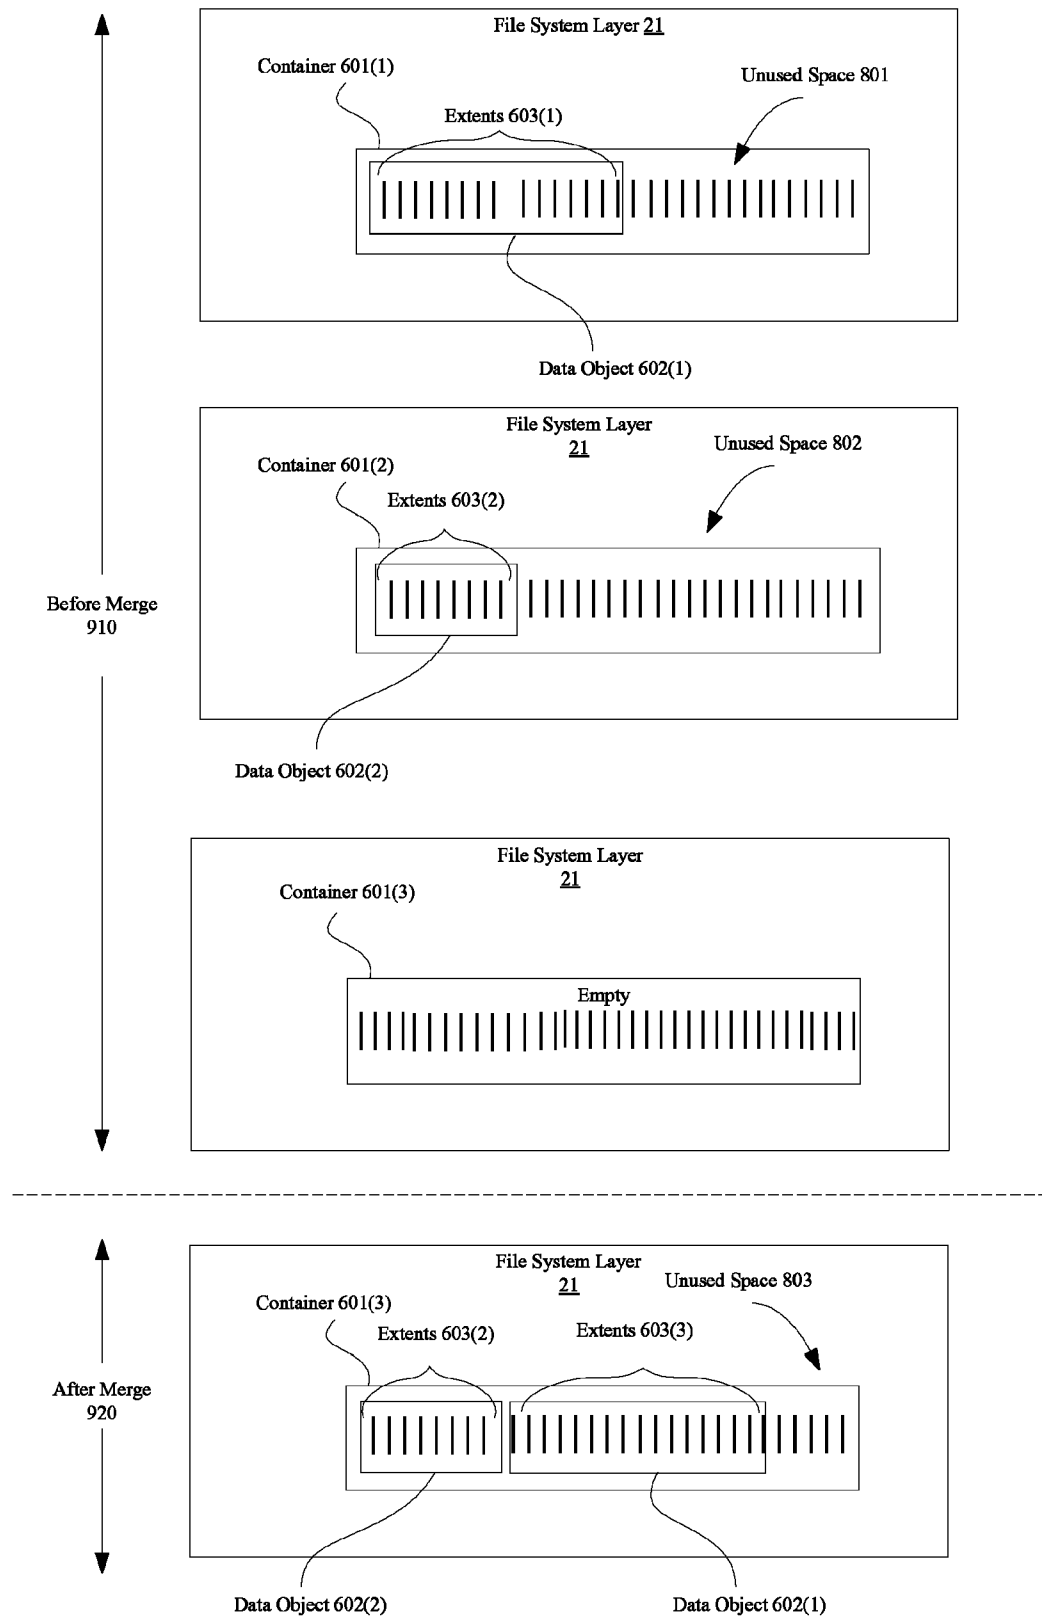 File System Layer 21
Container 601(1)
Unused Space 801
Extents 603(1)
Data Object 602(1)
File System Layer
21
Unused Space 802
Container 601(2)
Extents 603(2)
Before Merge
910
Data Object 602(2)
File System Layer
21
Container 601(3)
Empty
File System Layer
21
Unused Space 803
Container 601(3)
Extents 603(2)
Extents 603(3)
After Merge
920
Data Object 602(2)
Data Object 602(1)